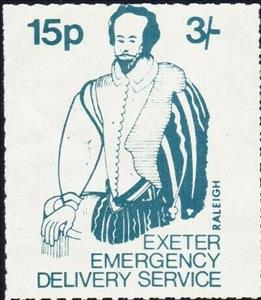 15p 3/-
RALEIGH
EXETER
EMERGENCY
DELIVERY SERVICE